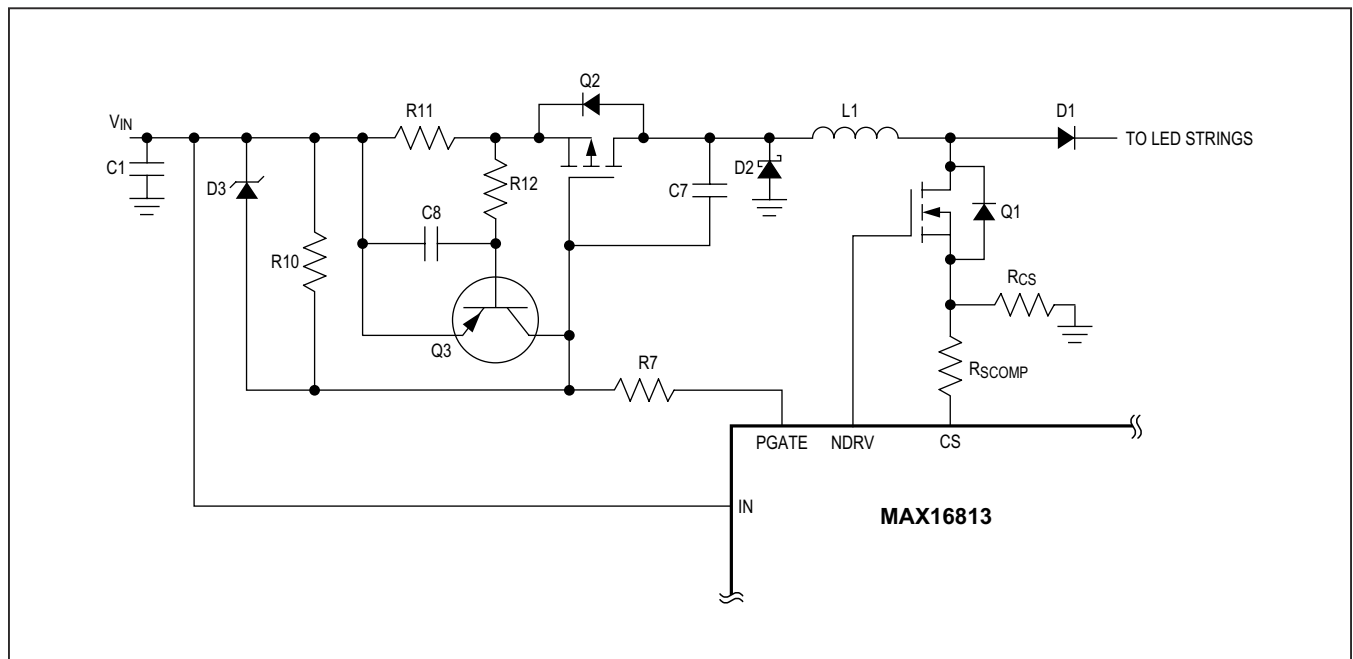 Q2
R11
L1
D1
VIN
TO LED STRINGS
C1
D3
R12
C7
D2
Q1
C8
R10
RCS
Q3
R7
RSCOMP
PGATE
NDRV
CS
IN
MAX16813